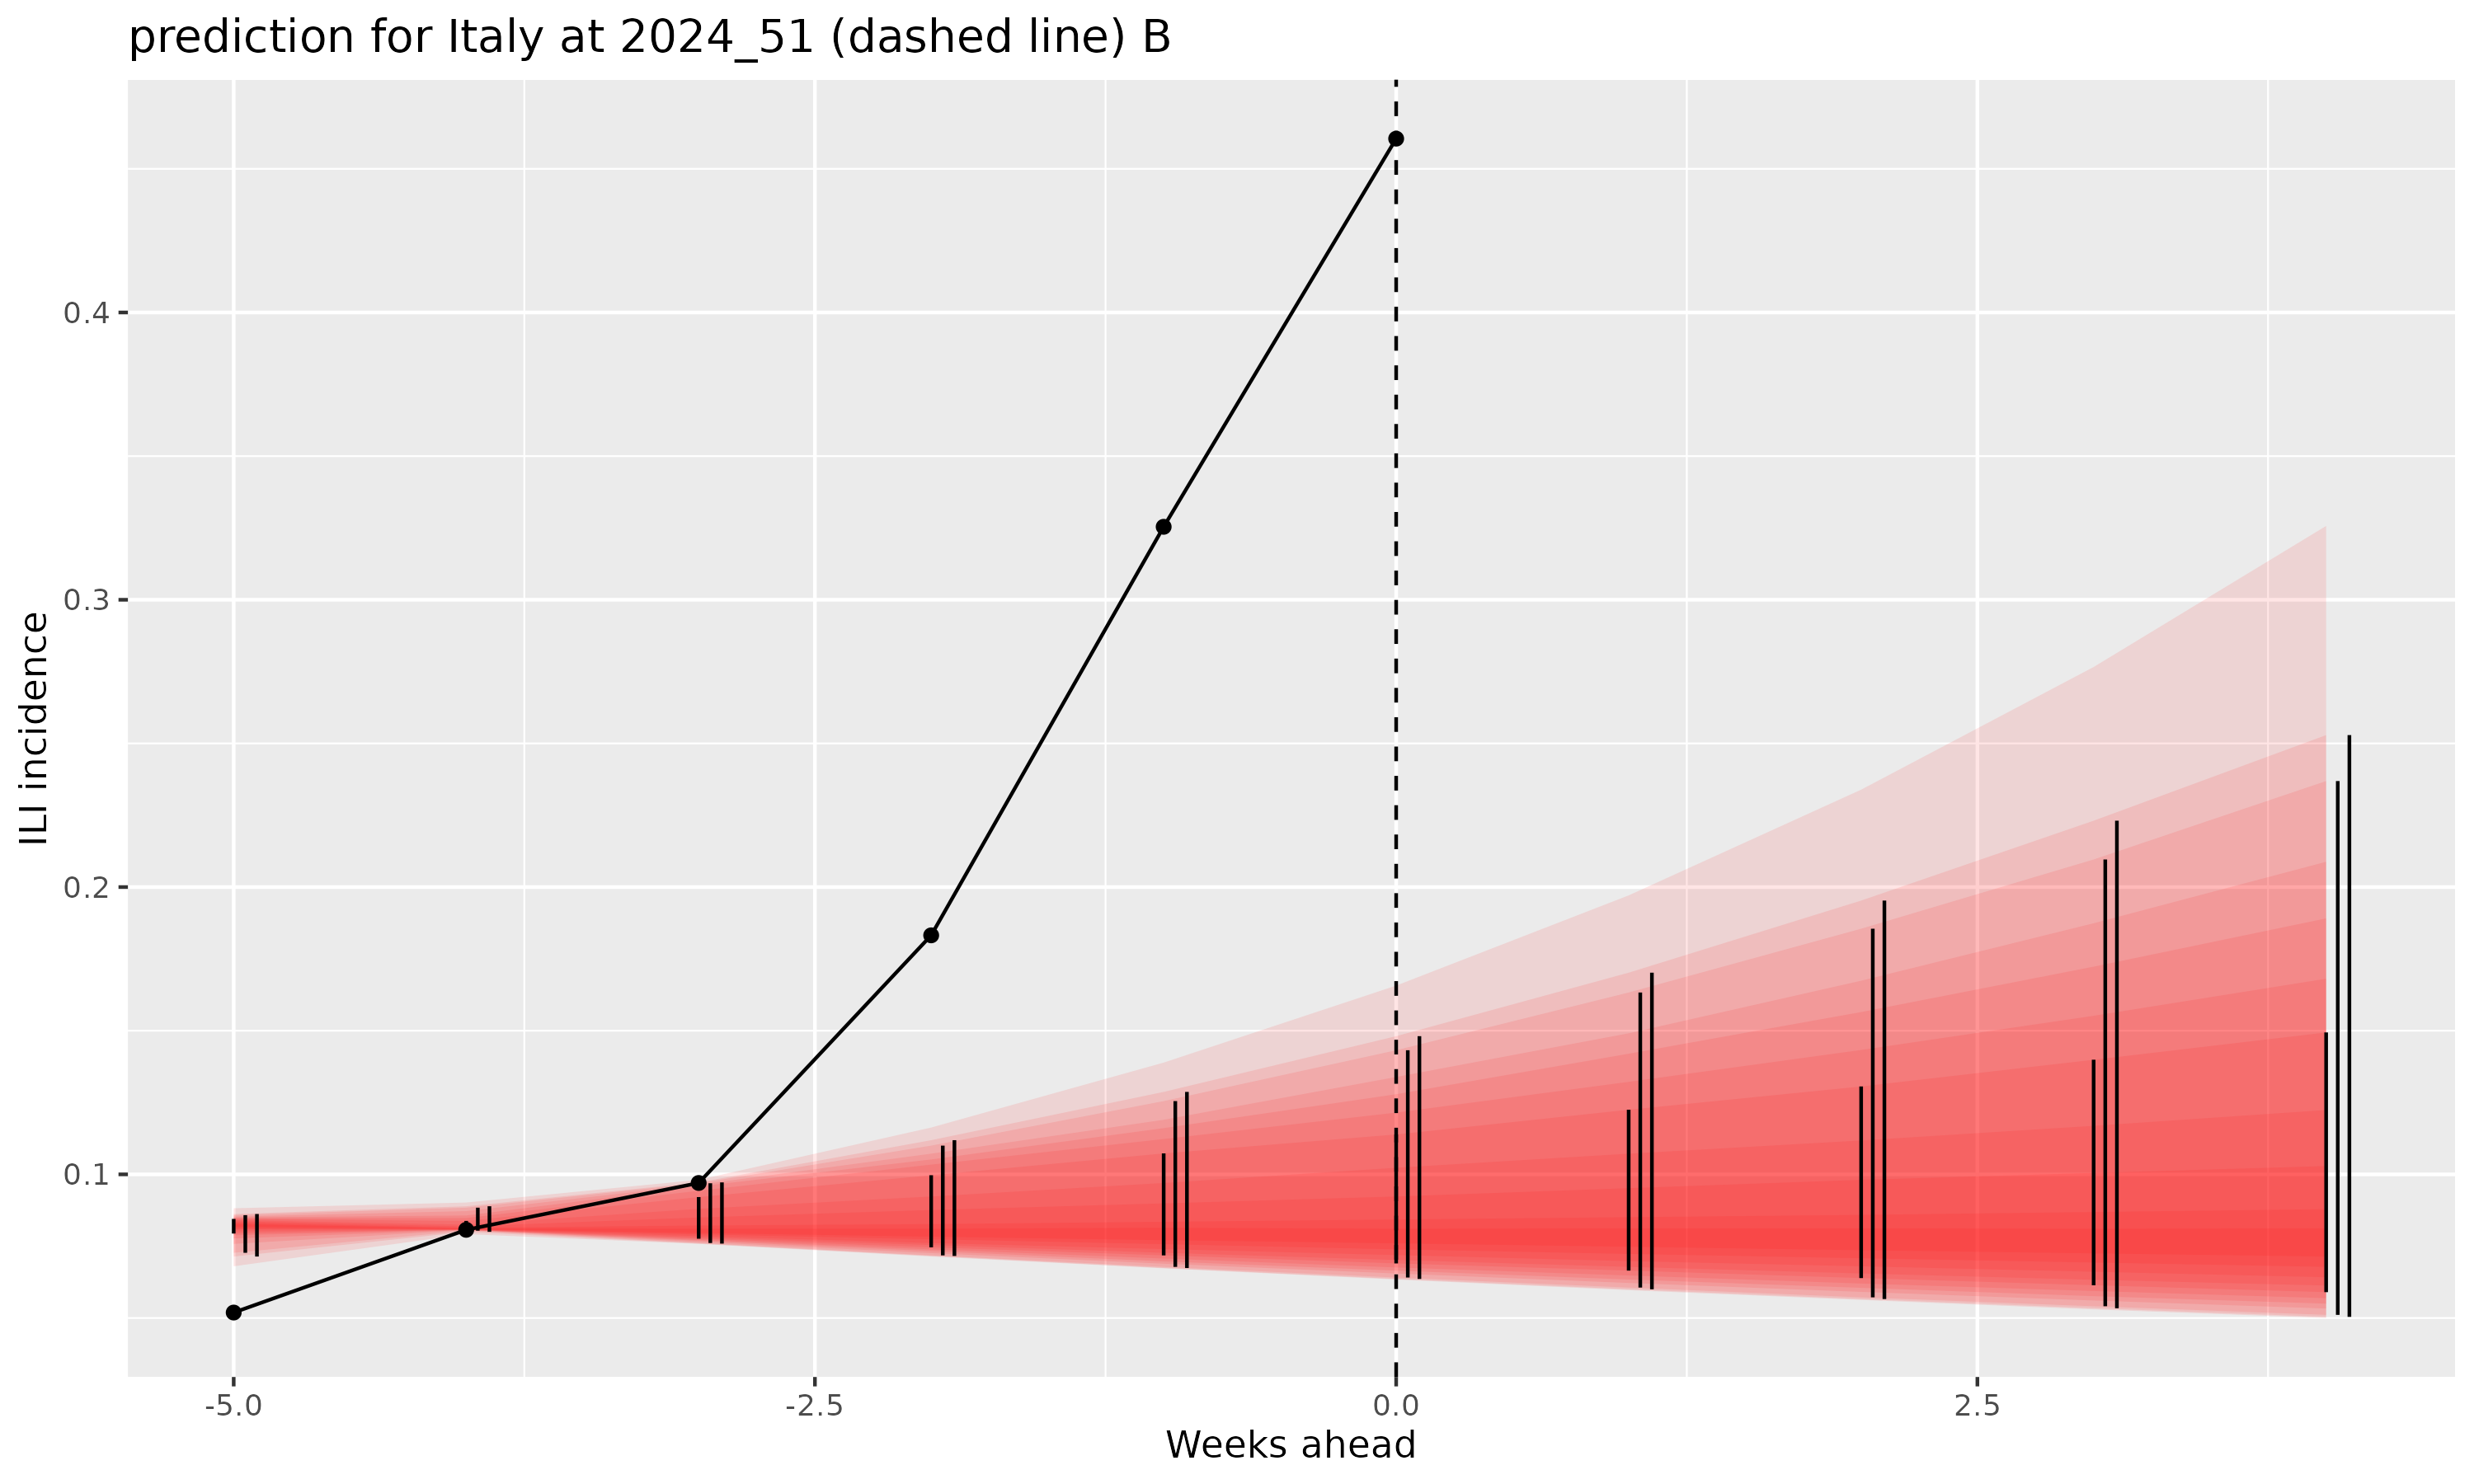 prediction for Italy at 2024_51 (dashed line) B
ILI incidence
0.4
0.3
0.2
0.1
-5.0
-2.5
0.0
2.5
Weeks ahead